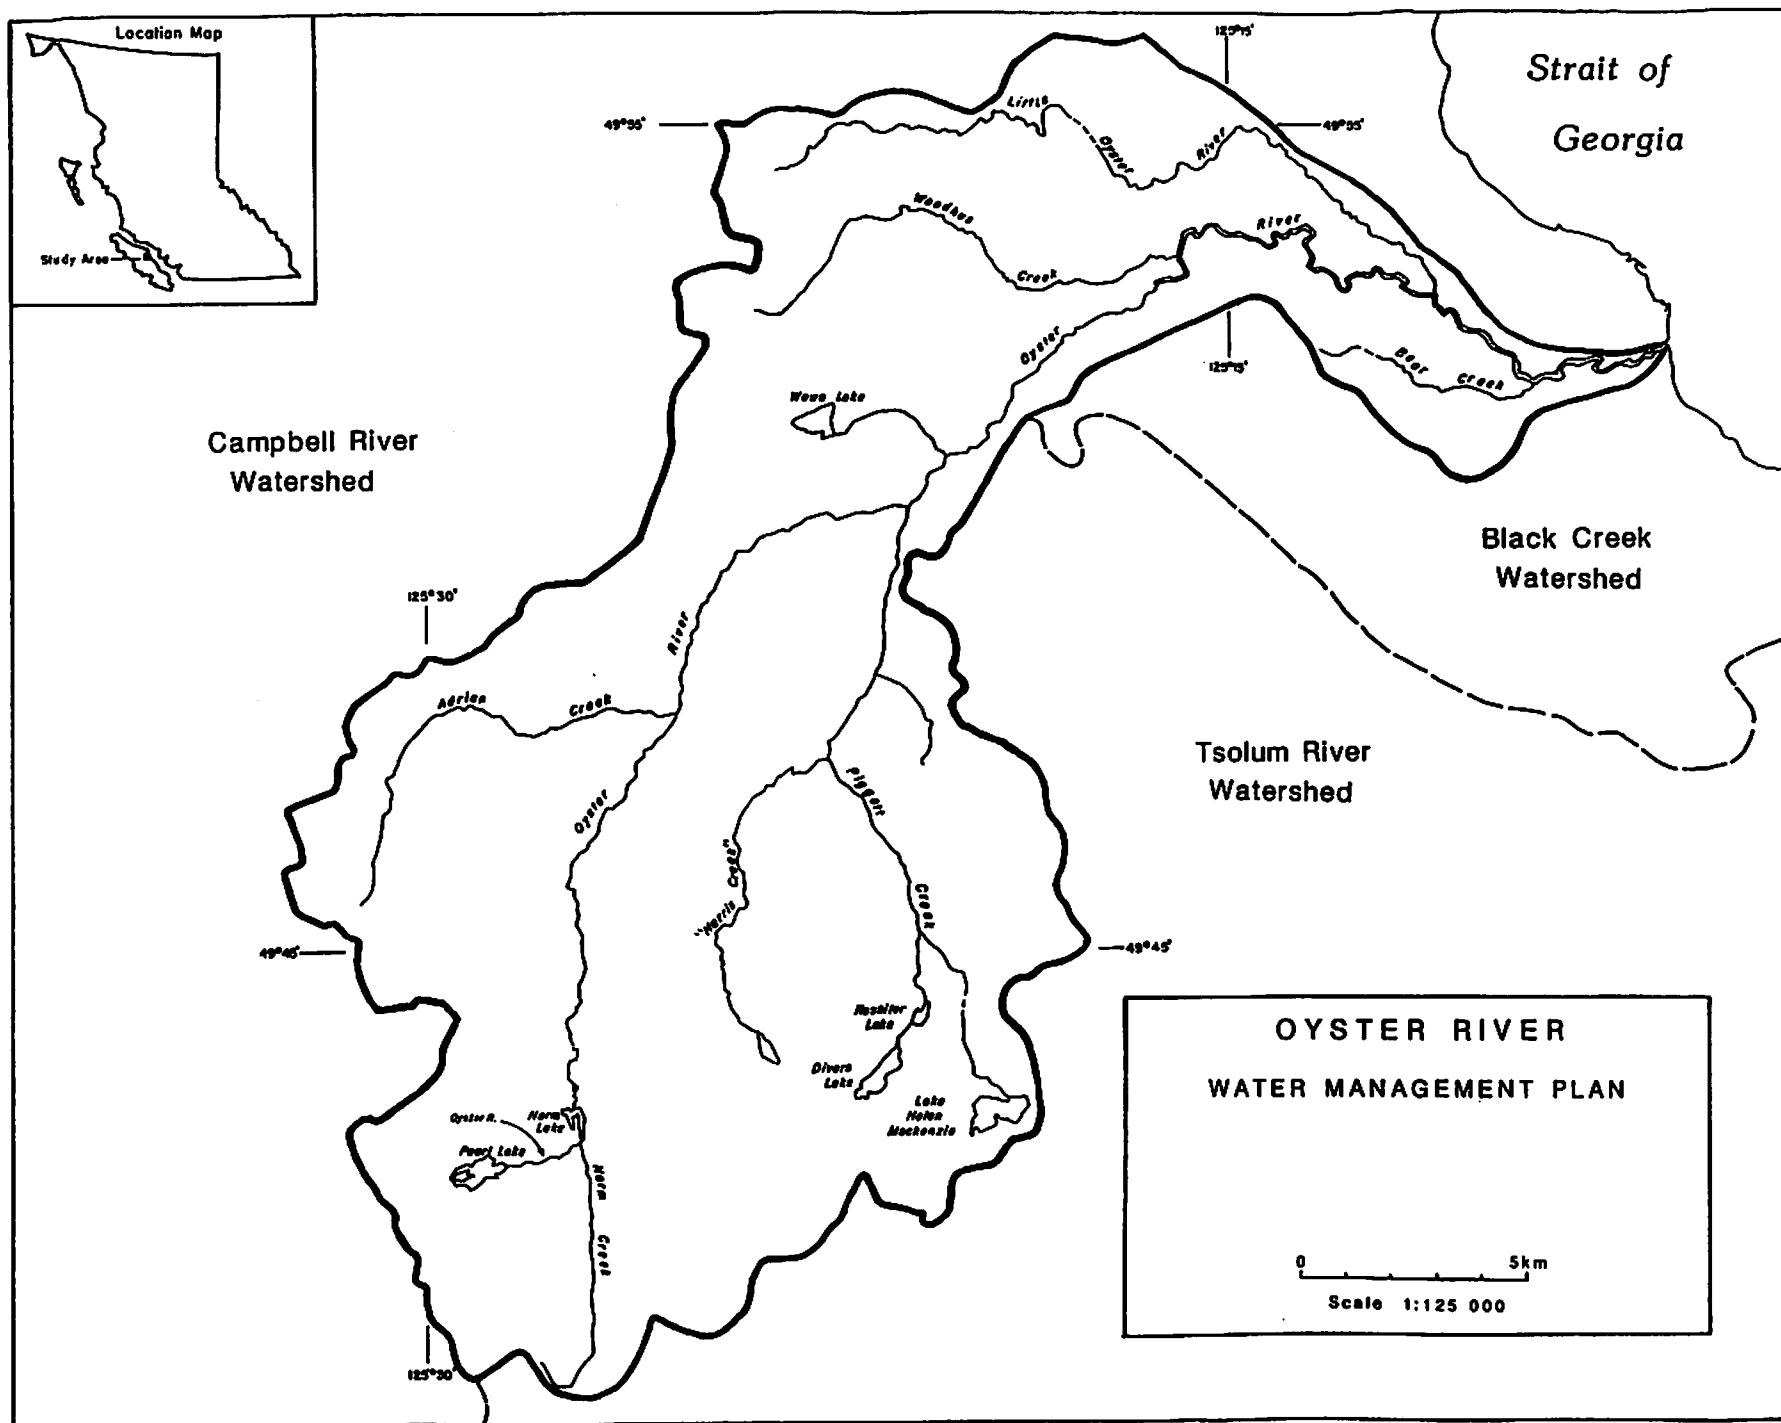 Location Map
Study Area
Strait of
Georgia
125°15'
49°55'
49°55'
Little
Oyster
River
Woodhus
Creek
River
Oyster
125°15'
Bear
Creek
Wowo Lake
Campbell River
Watershed
Black Creek
Watershed
125°30'
River
Adrian
Creek
Tsolum River
Watershed
Oyster
Piggott
Creek
"Harris Creek"
49°45'
49°45'
Rossiter
Lake
Divers
Lake
Lake
Helen
Mackenzie
Oyster R.
Norm
Lake
Pearl Lake
Norm
Creek
125°30'
OYSTER RIVER
WATER MANAGEMENT PLAN
0 5km
Scale 1:125 000